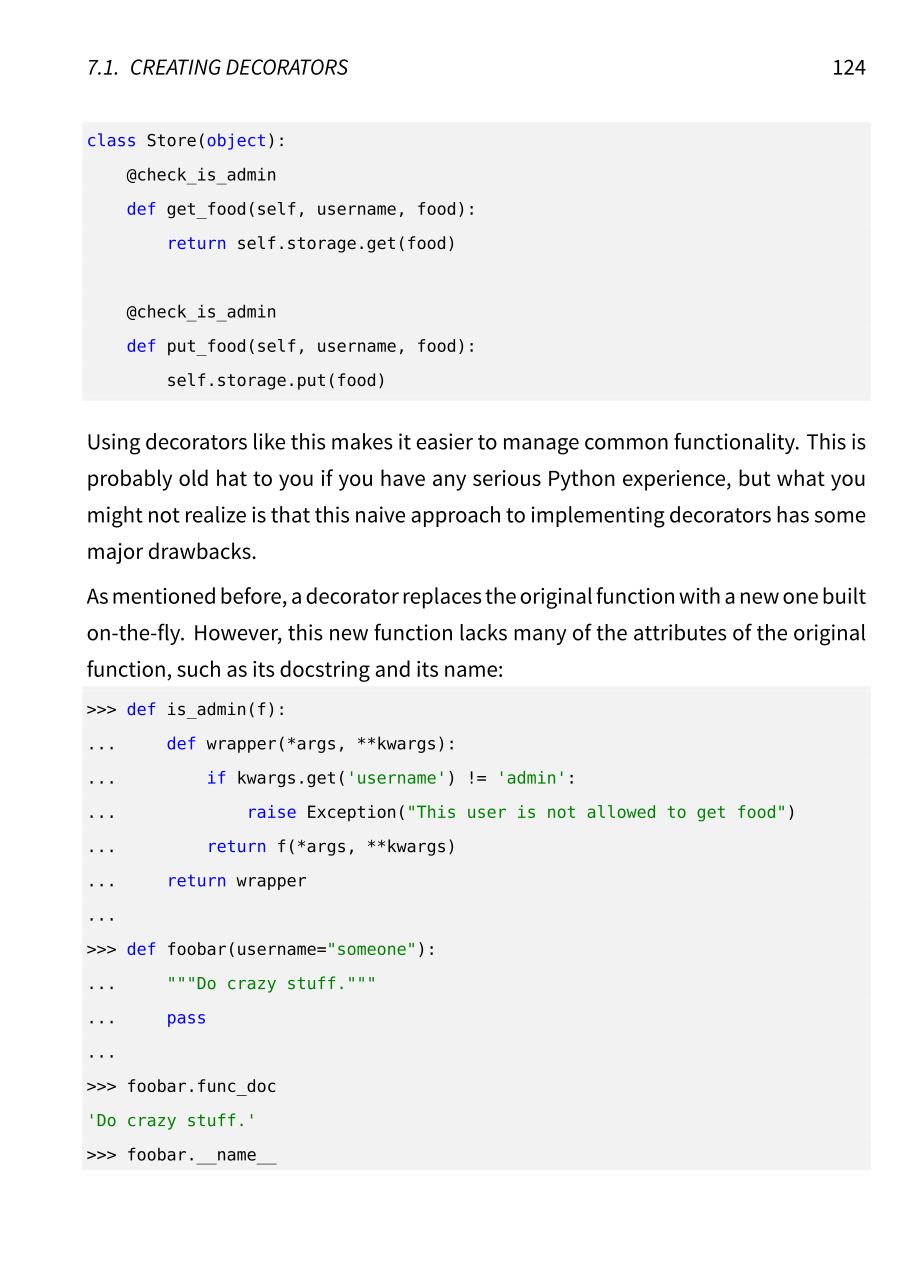 7.1. CREATING DECORATORS 124
class Store(object):
    @check_is_admin
    def get_food(self, username, food):
        return self.storage.get(food)

    @check_is_admin
    def put_food(self, username, food):
        self.storage.put(food)
Using decorators like this makes it easier to manage common functionality. This is
probably old hat to you if you have any serious Python experience, but what you
might not realize is that this naive approach to implementing decorators has some
major drawbacks.
As mentioned before, a decorator replaces the original function with a new one built
on-the-fly. However, this new function lacks many of the attributes of the original
function, such as its docstring and its name:
>>> def is_admin(f):
...     def wrapper(*args, **kwargs):
...         if kwargs.get('username') != 'admin':
...             raise Exception("This user is not allowed to get food")
...         return f(*args, **kwargs)
...     return wrapper
...
>>> def foobar(username="someone"):
...     """Do crazy stuff."""
...     pass
...
>>> foobar.func_doc
'Do crazy stuff.'
>>> foobar.__name__